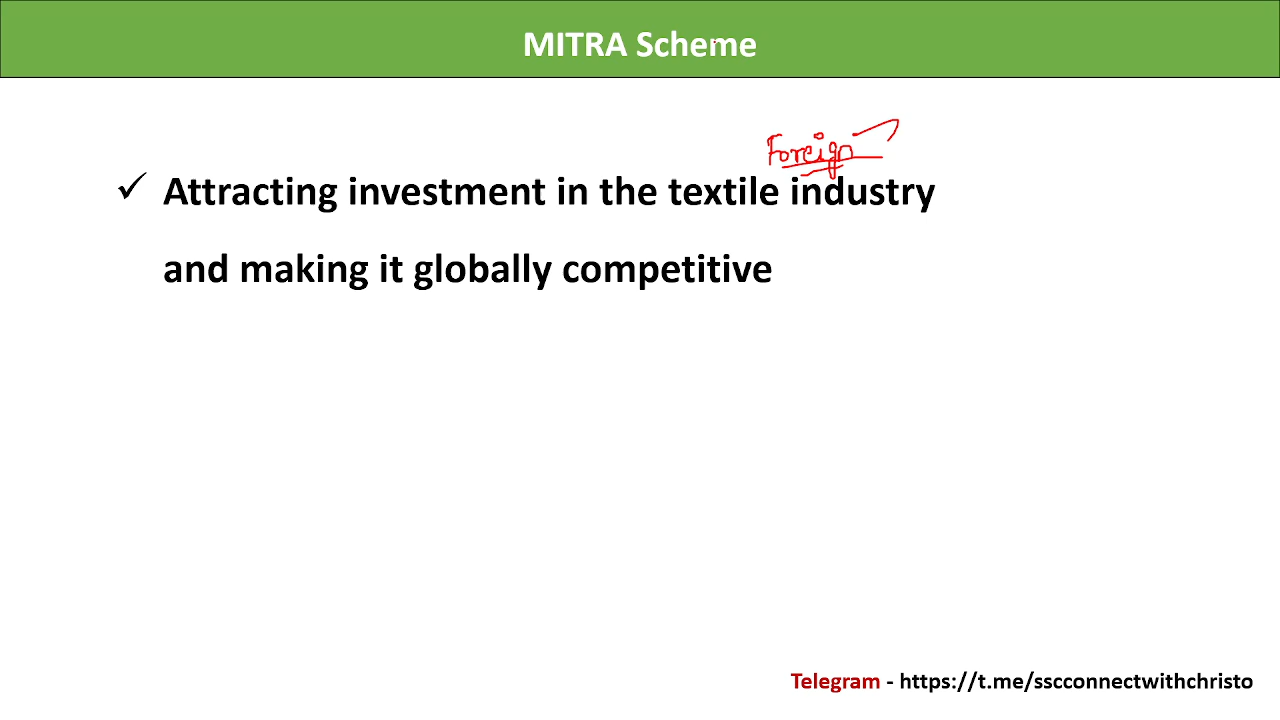 MITRA Scheme
Foreign
✓ Attracting investment in the textile industry
and making it globally competitive
Telegram - https://t.me/sscconnectwithchristo